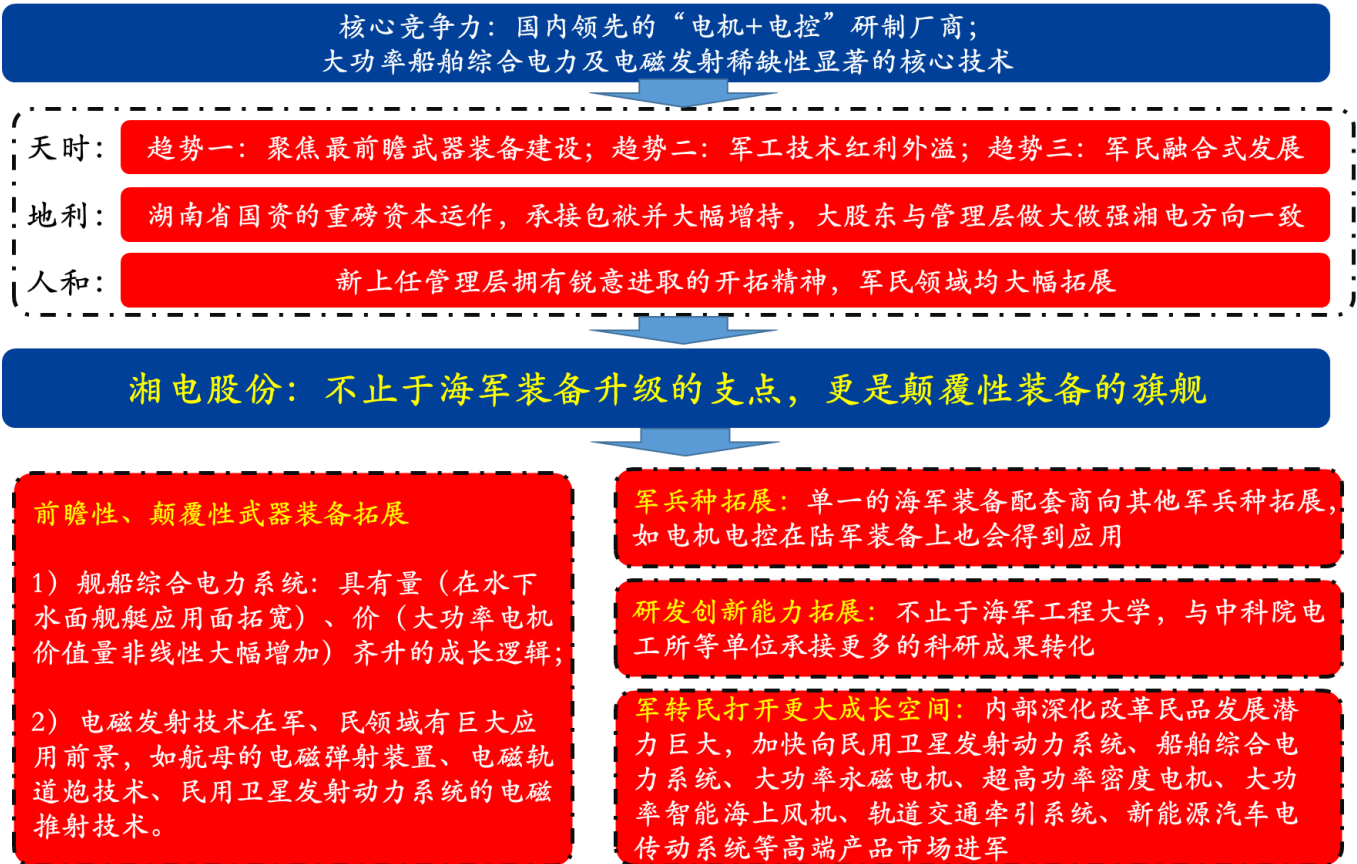 核心竞争力：国内领先的“电机+电控”研制厂商；
大功率船舶综合电力及电磁发射稀缺性显著的核心技术
天时：
趋势一：聚焦最前瞻武器装备建设；趋势二：军工技术红利外溢；趋势三：军民融合式发展
地利：
湖南省国资的重磅资本运作，承接包袱并大幅增持，大股东与管理层做大做强湘电方向一致
人和：
新上任管理层拥有锐意进取的开拓精神，军民领域均大幅拓展
湘电股份：不止于海军装备升级的支点，更是颠覆性装备的旗舰
前瞻性、颠覆性武器装备拓展
1）舰船综合电力系统：具有量（在水下
水面舰艇应用面拓宽）、价（大功率电机
价值量非线性大幅增加）齐升的成长逻辑；
2）电磁发射技术在军、民领域有巨大应
用前景，如航母的电磁弹射装置、电磁轨
道炮技术、民用卫星发射动力系统的电磁
推射技术。
军兵种拓展：单一的海军装备配套商向其他军兵种拓展，
如电机电控在陆军装备上也会得到应用
研发创新能力拓展：不止于海军工程大学，与中科院电
工所等单位承接更多的科研成果转化
军转民打开更大成长空间：内部深化改革民品发展潜
力巨大，加快向民用卫星发射动力系统、船舶综合电
力系统、大功率永磁电机、超高功率密度电机、大功
率智能海上风机、轨道交通牵引系统、新能源汽车电
传动系统等高端产品市场进军